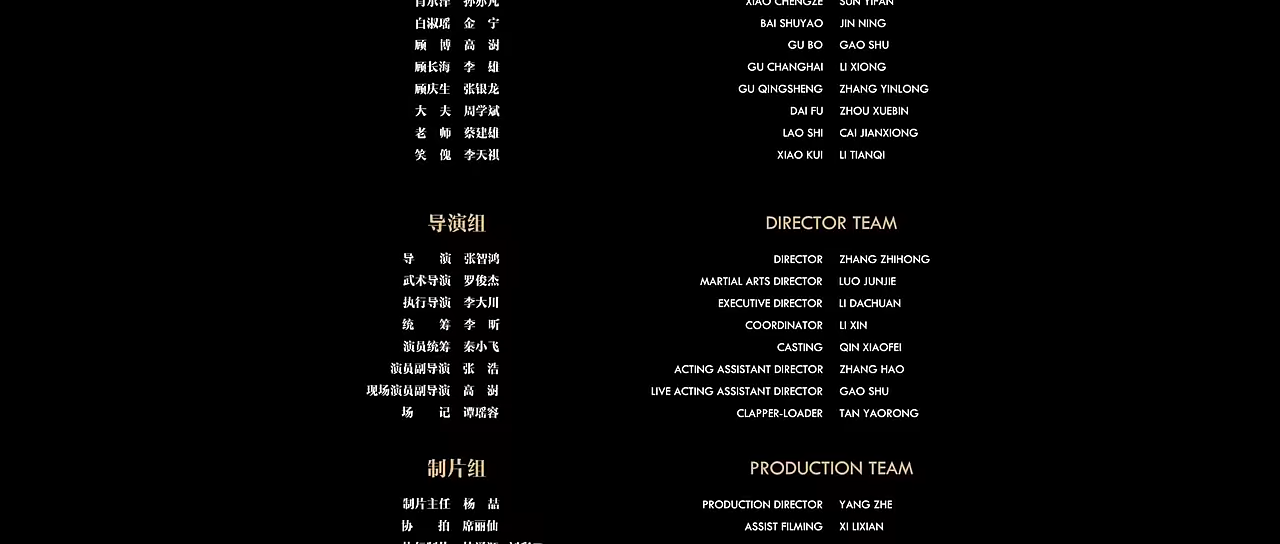 XIAO CHENGZE SUN YIFAN
白淑瑶 金 宁 BAI SHUYAO JIN NING
顾 博 高 澍 GU BO GAO SHU
顾长海 李 雄 GU CHANGHAI LI XIONG
顾庆生 张银龙 GU QINGSHENG ZHANG YINLONG
大 夫 周学斌 DAI FU ZHOU XUEBIN
老 师 蔡建雄 LAO SHI CAI JIANXIONG
笑 傀 李天祺 XIAO KUI LI TIANQI
导演组 DIRECTOR TEAM
导 演 张智鸿 DIRECTOR ZHANG ZHIHONG
武术导演 罗俊杰 MARTIAL ARTS DIRECTOR LUO JUNJIE
执行导演 李大川 EXECUTIVE DIRECTOR LI DACHUAN
统 筹 李 昕 COORDINATOR LI XIN
演员统筹 秦小飞 CASTING QIN XIAOFEI
演员副导演 张 浩 ACTING ASSISTANT DIRECTOR ZHANG HAO
现场演员副导演 高 澍 LIVE ACTING ASSISTANT DIRECTOR GAO SHU
场 记 谭瑶容 CLAPPER-LOADER TAN YAORONG
制片组 PRODUCTION TEAM
制片主任 杨 喆 PRODUCTION DIRECTOR YANG ZHE
协 拍 席丽仙 ASSIST FILMING XI LIXIAN